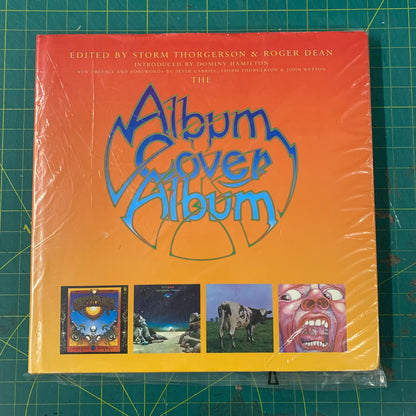 EDITED BY STORM THORGERSON & ROGER DEAN
INTRODUCED BY DOMINY HAMILTON
NEW PREFACE AND FOREWORDS BY PETER GABRIEL, STORM THORGERSON & JOHN WETTON
THE
Album
Cover
Album